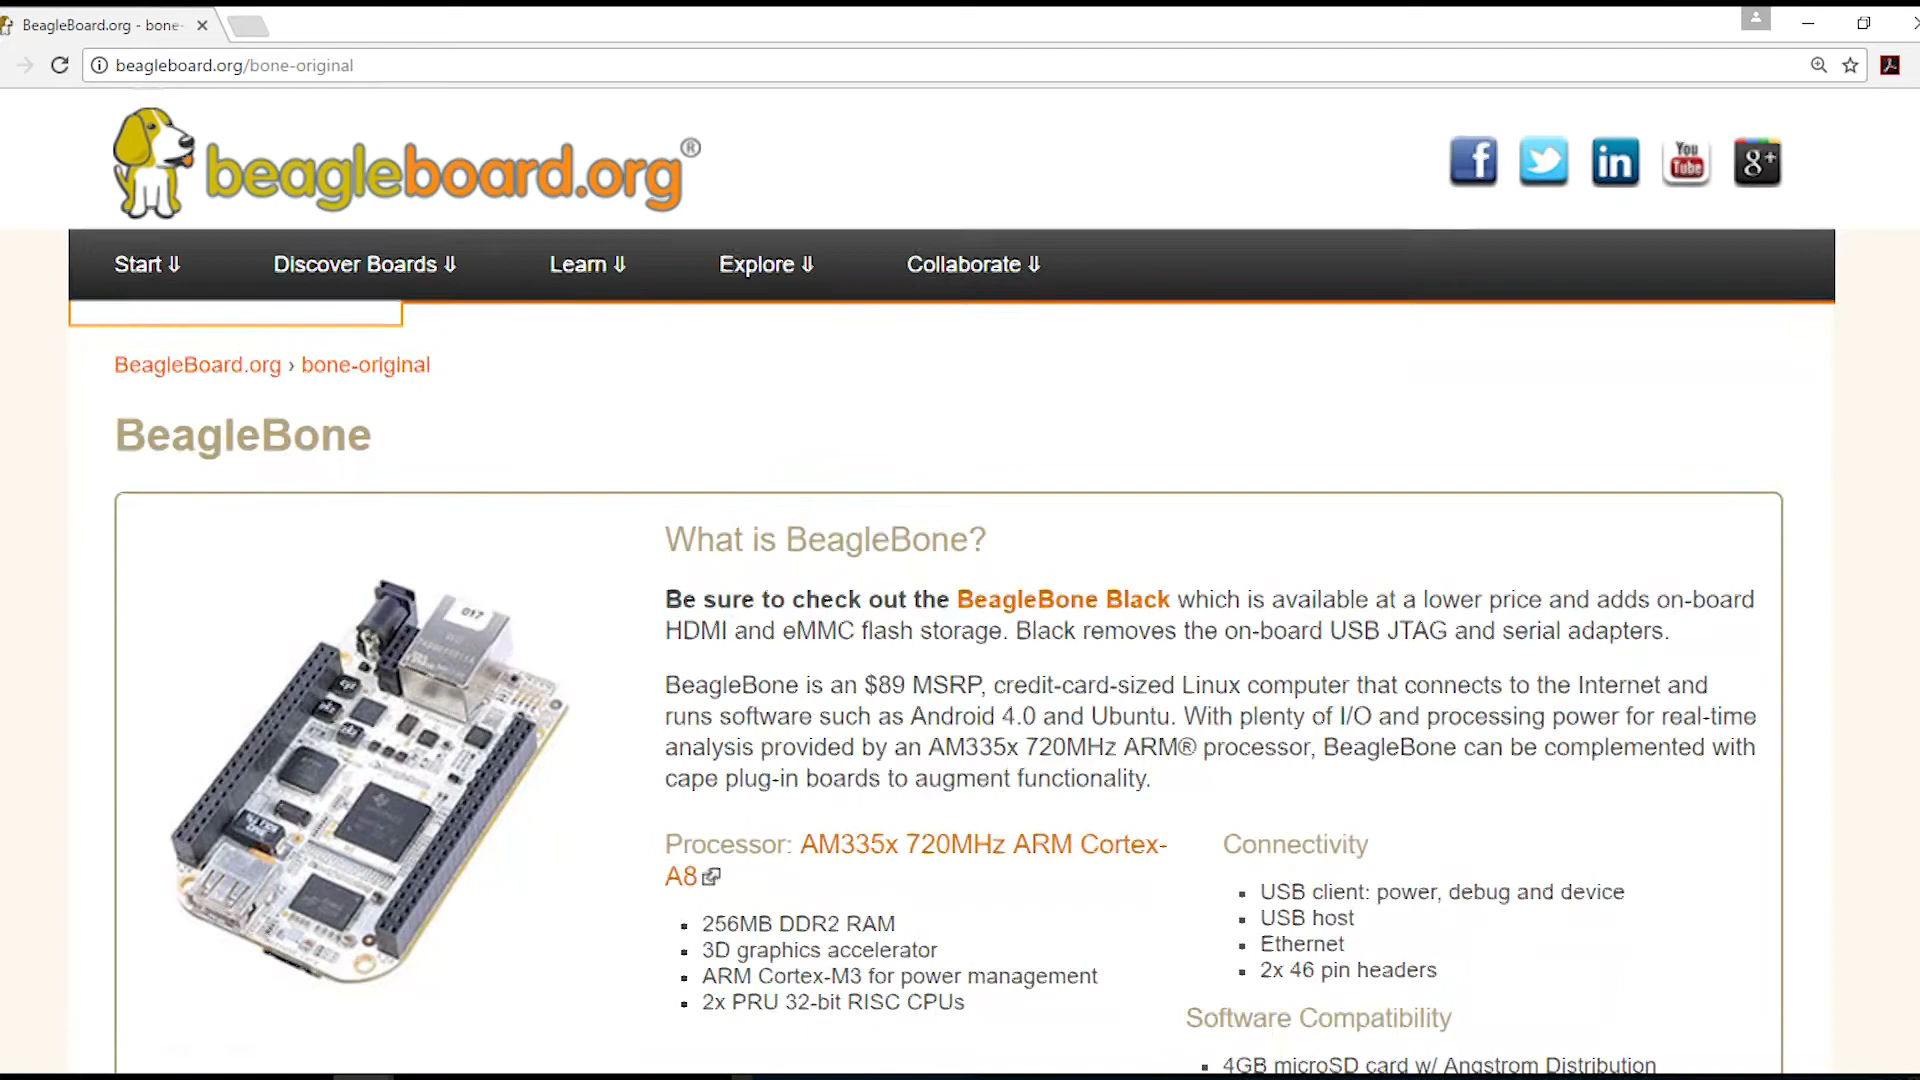 BeagleBoard.org - bone-
beagleboard.org/bone-original
beagleboard.org®
f in You Tube g+
Start ⇓ Discover Boards ⇓ Learn ⇓ Explore ⇓ Collaborate ⇓
BeagleBoard.org › bone-original
BeagleBone
What is BeagleBone?
Be sure to check out the BeagleBone Black which is available at a lower price and adds on-board
HDMI and eMMC flash storage. Black removes the on-board USB JTAG and serial adapters.
BeagleBone is an $89 MSRP, credit-card-sized Linux computer that connects to the Internet and
runs software such as Android 4.0 and Ubuntu. With plenty of I/O and processing power for real-time
analysis provided by an AM335x 720MHz ARM® processor, BeagleBone can be complemented with
cape plug-in boards to augment functionality.
Processor: AM335x 720MHz ARM Cortex-
A8
256MB DDR2 RAM
3D graphics accelerator
ARM Cortex-M3 for power management
2x PRU 32-bit RISC CPUs
Connectivity
USB client: power, debug and device
USB host
Ethernet
2x 46 pin headers
Software Compatibility
4GB microSD card w/ Angstrom Distribution
017